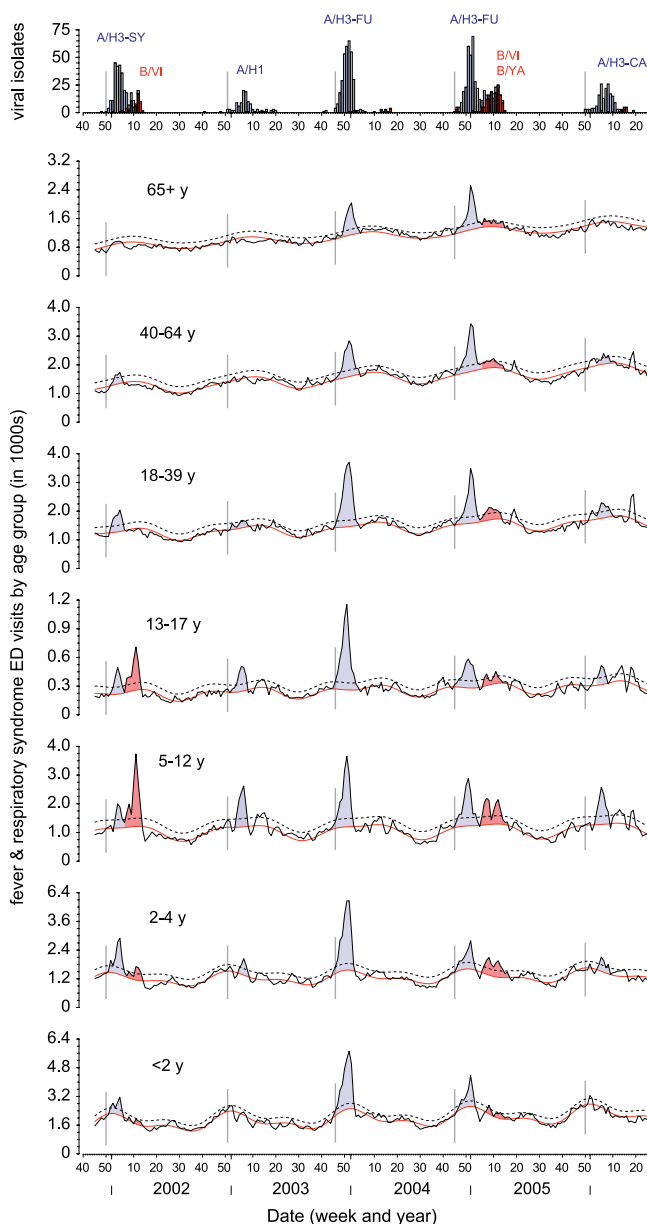 A/H3-FU A/H3-FU
75
A/H3-SY
50
B/VI
B/VI
B/YA
A/H3-CA
A/H1
25
0
viral isolates
40 50 10 20 30 40 50 10 20 30 40 50 10 20 30 40 50 10 20 30 40 50 10 20
3.2
65+ y
2.4
1.6
0.8
0
4.0
40-64 y
3.0
2.0
1.0
0
4.0
18-39 y
3.0
2.0
1.0
0
1.2
13-17 y
0.9
0.6
0.3
0
4.0
5-12 y
3.0
2.0
1.0
0
6.4
2-4 y
3.6
2.4
1.2
0
6.4
<2 y
4.8
3.2
1.6
0
fever & respiratory syndrome ED visits by age group (in 1000s)
40 50 10 20 30 40 50 10 20 30 40 50 10 20 30 40 50 10 20 30 40 50 10 20
2002 2003 2004 2005
Date (week and year)